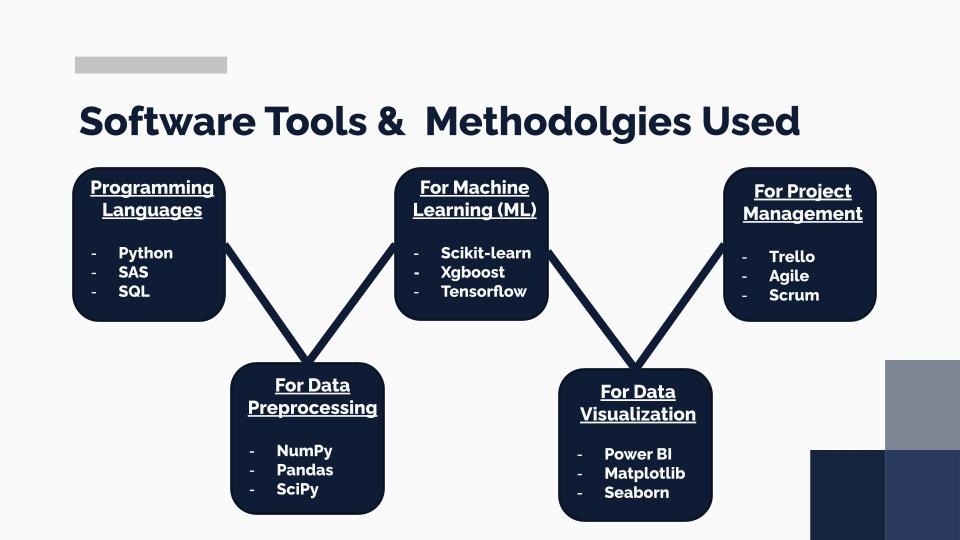 Software Tools &  Methodolgies Used
Programming
Languages
- Python
- SAS
- SQL
For Data
Preprocessing
- NumPy
- Pandas
- SciPy
For Machine
Learning (ML)
- Scikit-learn
- Xgboost
- Tensorflow
For Data
Visualization
- Power BI
- Matplotlib
- Seaborn
For Project
Management
- Trello
- Agile
- Scrum